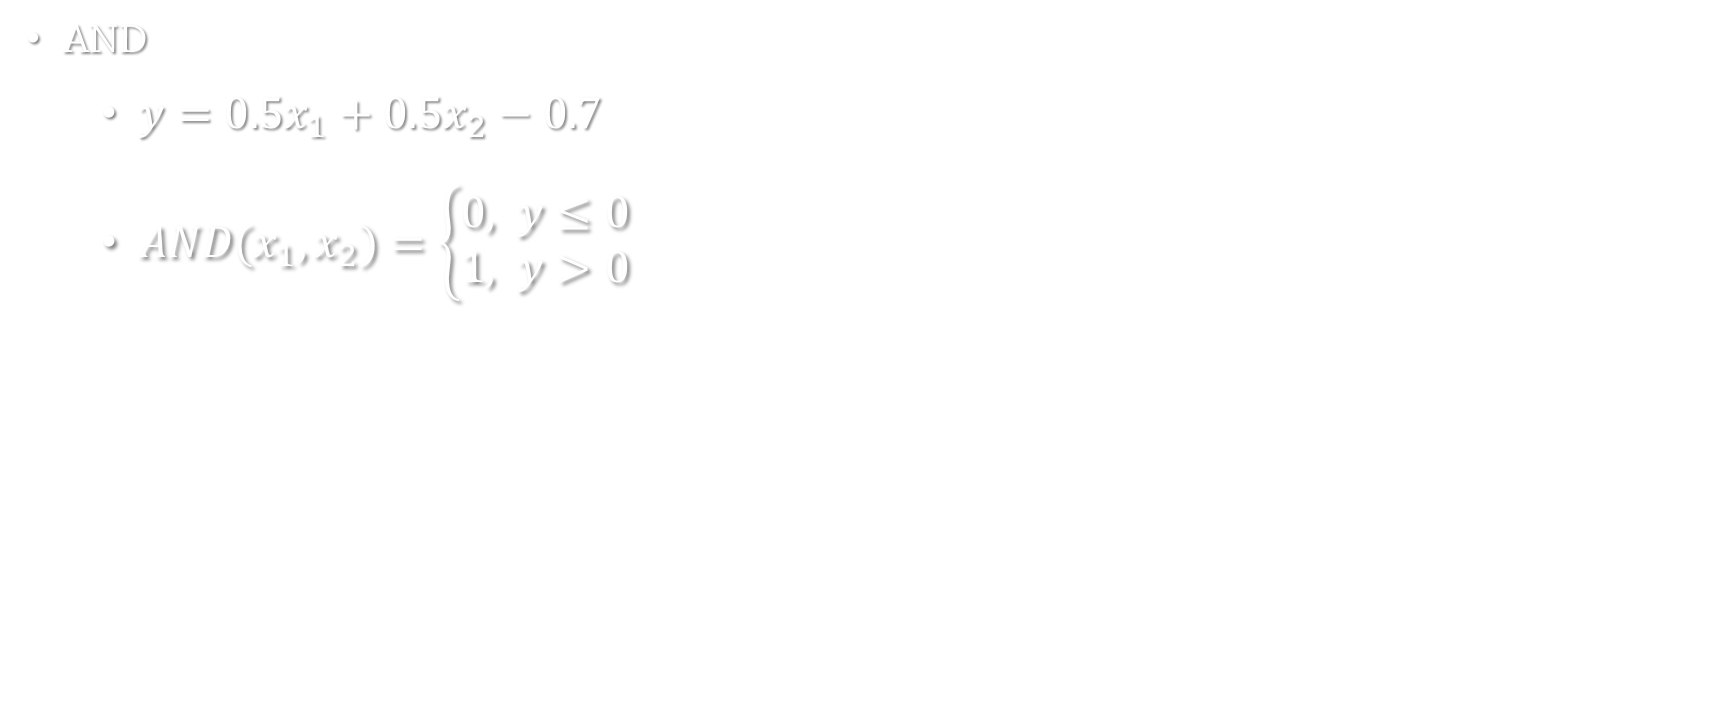 • AND
• y = 0.5x₁ + 0.5x₂ − 0.7
• AND(x₁, x₂) = { 0, y ≤ 0
1, y > 0